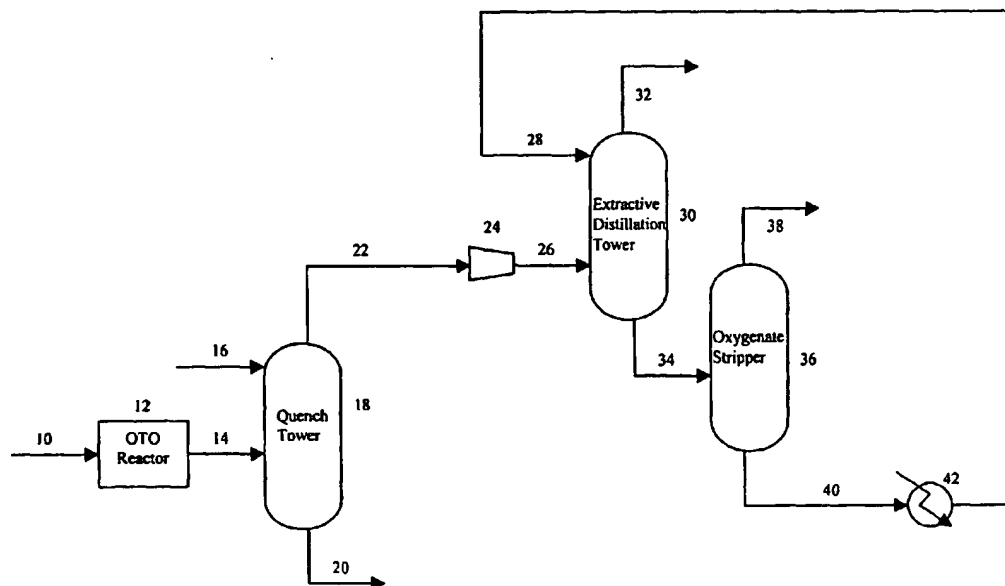 32
28
Extractive
Distillation
Tower
30
38
24
22
26
Oxygenate
Stripper
36
34
16
12
18
Quench
Tower
10
OTO
Reactor
14
40
42
20